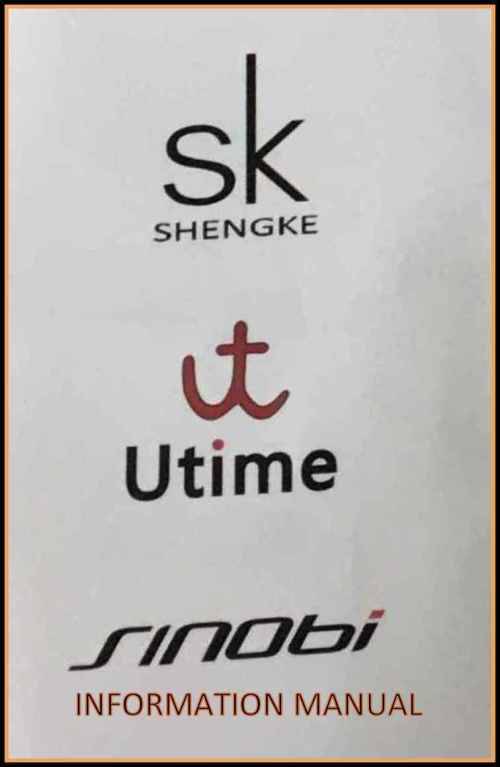 sk
SHENGKE
ut
Utime
SINObi
INFORMATION MANUAL